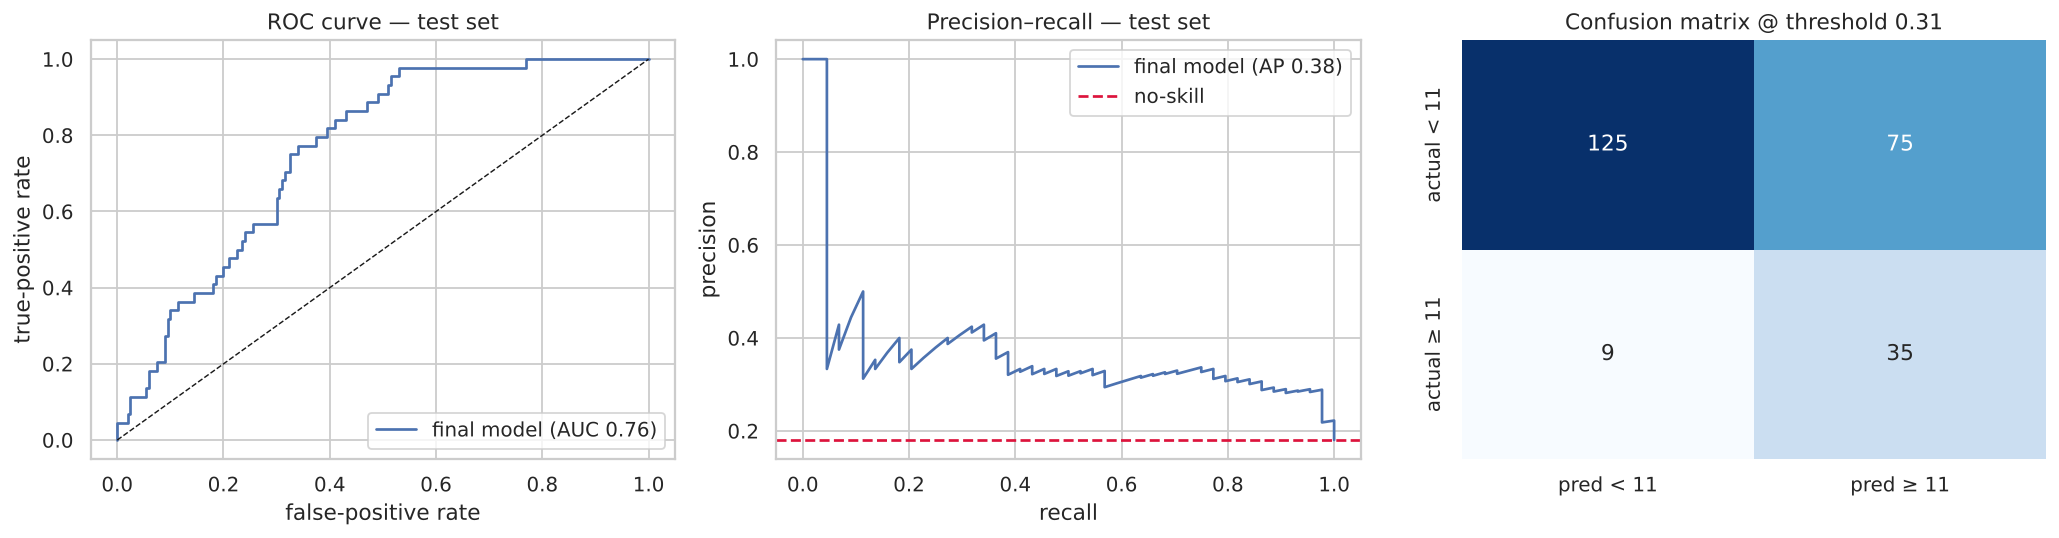 ROC curve — test set
true-positive rate
1.0
0.8
0.6
0.4
0.2
0.0
0.0 0.2 0.4 0.6 0.8 1.0
false-positive rate
final model (AUC 0.76)
Precision–recall — test set
precision
1.0
0.8
0.6
0.4
0.2
0.0 0.2 0.4 0.6 0.8 1.0
recall
final model (AP 0.38)
no-skill
Confusion matrix @ threshold 0.31
actual < 11
125 75
actual ≥ 11
9 35
pred < 11 pred ≥ 11